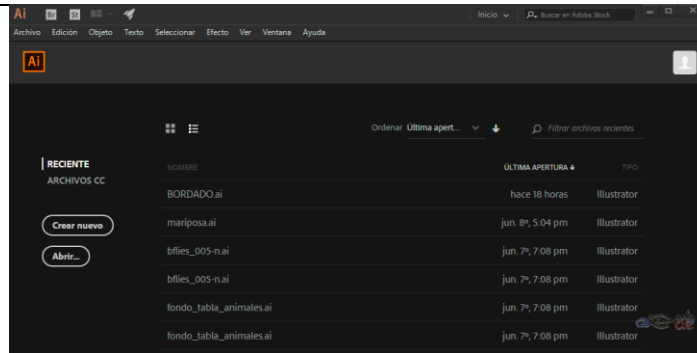 Ai Br St Inicio Buscar en Adobe Stock
Archivo Edición Objeto Texto Seleccionar Efecto Ver Ventana Ayuda
Ai
Ordenar Última apert... Filtrar archivos recientes
RECIENTE
ARCHIVOS CC
Crear nuevo
Abrir...
NOMBRE ÚLTIMA APERTURA TIPO
BORDADO.ai hace 18 horas Illustrator
mariposa.ai jun. 8º, 5:04 pm Illustrator
bflies_005-n.ai jun. 7º, 7:08 pm Illustrator
bflies_005-n.ai jun. 7º, 7:08 pm Illustrator
fondo_tabla_animales.ai jun. 7º, 7:08 pm Illustrator
fondo_tabla_animales.ai jun. 7º, 7:08 pm Illustrator